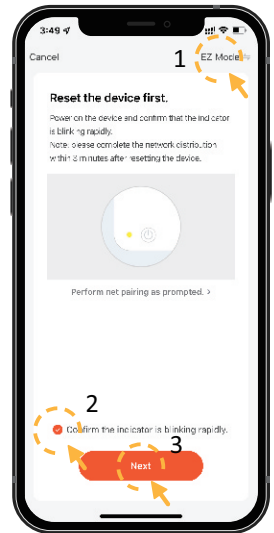 3:49
1
Cancel
EZ Mode
Reset the device first.
Power on the device and confirm that the indicator
is blinking rapidly.
Note: please complete the network distribution
within 3 minutes after resetting the device.
Perform net pairing as prompted. >
2
Confirm the indicator is blinking rapidly.
3
Next